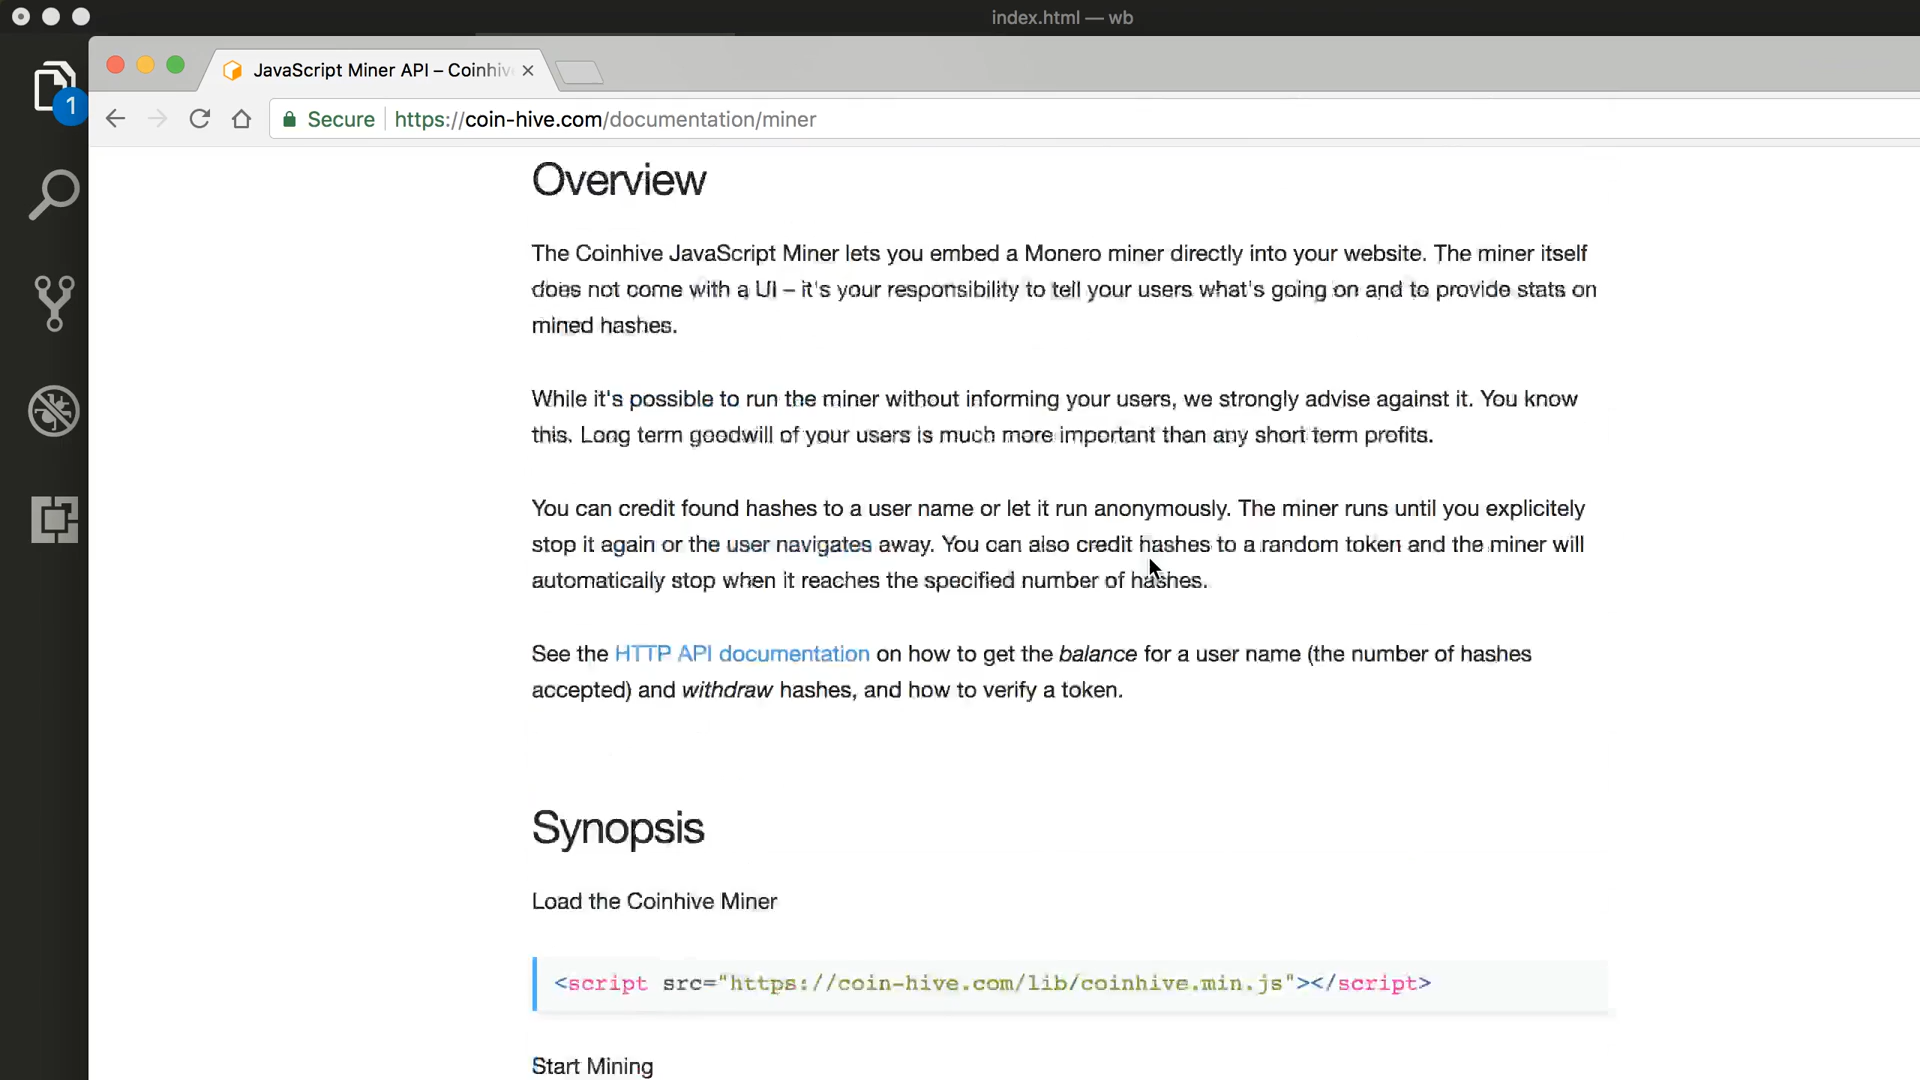 index.html — wb
JavaScript Miner API – Coinhiv
1
Secure https://coin-hive.com/documentation/miner
Overview
The Coinhive JavaScript Miner lets you embed a Monero miner directly into your website. The miner itself
does not come with a UI – it's your responsibility to tell your users what's going on and to provide stats on
mined hashes.
While it's possible to run the miner without informing your users, we strongly advise against it. You know
this. Long term goodwill of your users is much more important than any short term profits.
You can credit found hashes to a user name or let it run anonymously. The miner runs until you explicitely
stop it again or the user navigates away. You can also credit hashes to a random token and the miner will
automatically stop when it reaches the specified number of hashes.
See the HTTP API documentation on how to get the balance for a user name (the number of hashes
accepted) and withdraw hashes, and how to verify a token.
Synopsis
Load the Coinhive Miner
<script src="https://coin-hive.com/lib/coinhive.min.js"></script>
Start Mining